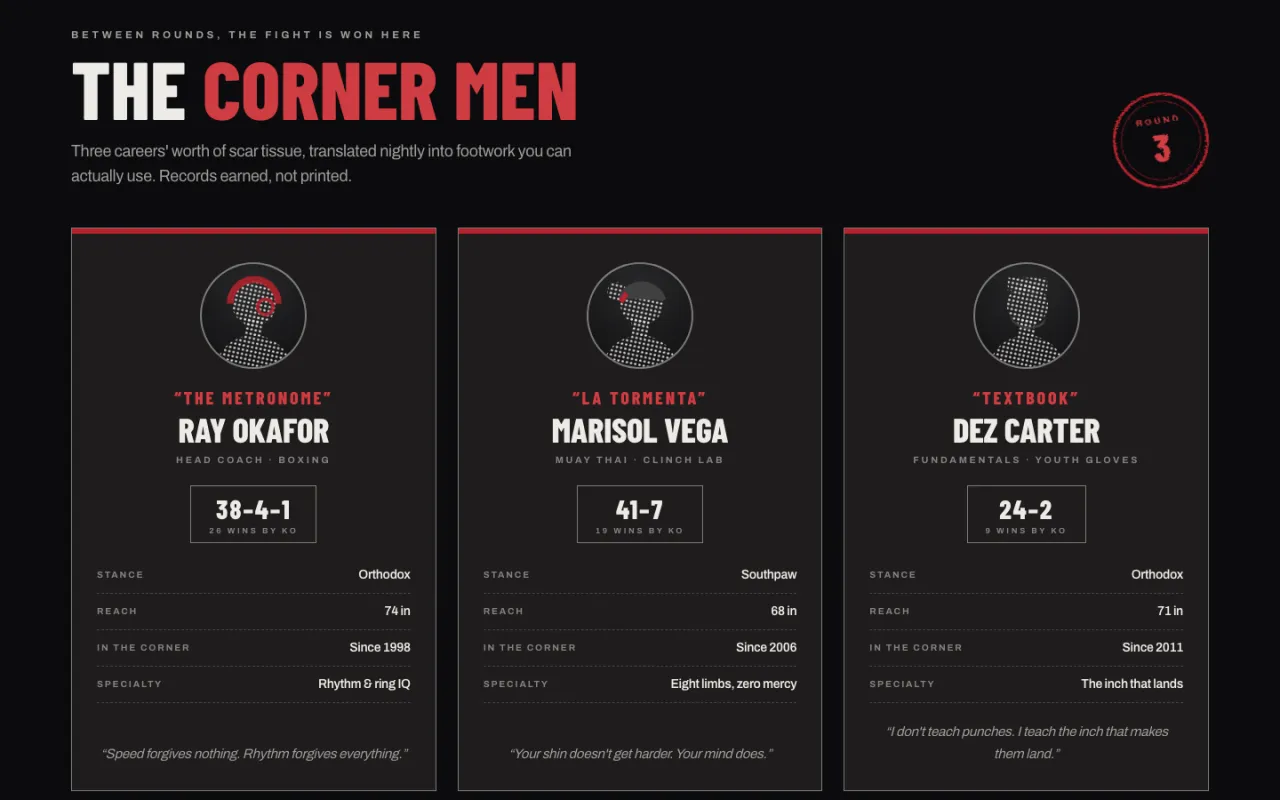 BETWEEN ROUNDS, THE FIGHT IS WON HERE
THE CORNER MEN
Three careers' worth of scar tissue, translated nightly into footwork you can
actually use. Records earned, not printed.
ROUND
3
“THE METRONOME”
RAY OKAFOR
HEAD COACH · BOXING
38–4–1
26 WINS BY KO
STANCE Orthodox
REACH 74 in
IN THE CORNER Since 1998
SPECIALTY Rhythm & ring IQ
“Speed forgives nothing. Rhythm forgives everything.”
“LA TORMENTA”
MARISOL VEGA
MUAY THAI · CLINCH LAB
41–7
19 WINS BY KO
STANCE Southpaw
REACH 68 in
IN THE CORNER Since 2006
SPECIALTY Eight limbs, zero mercy
“Your shin doesn't get harder. Your mind does.”
“TEXTBOOK”
DEZ CARTER
FUNDAMENTALS · YOUTH GLOVES
24–2
9 WINS BY KO
STANCE Orthodox
REACH 71 in
IN THE CORNER Since 2011
SPECIALTY The inch that lands
“I don't teach punches. I teach the inch that makes
them land.”